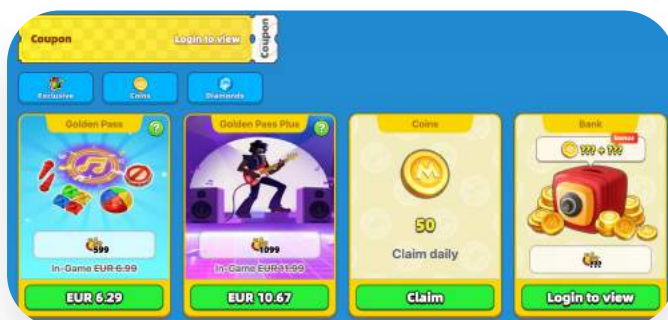 Coupon
Login to view
Coupon
Exclusive
Coins
Diamonds
Golden Pass
?
599
In-Game EUR 6.99
EUR 6.29
Golden Pass Plus
?
1099
In-Game EUR 11.99
EUR 10.67
Coins
M
50
Claim daily
Claim
Bank
bonus
??? + ???
???
Login to view